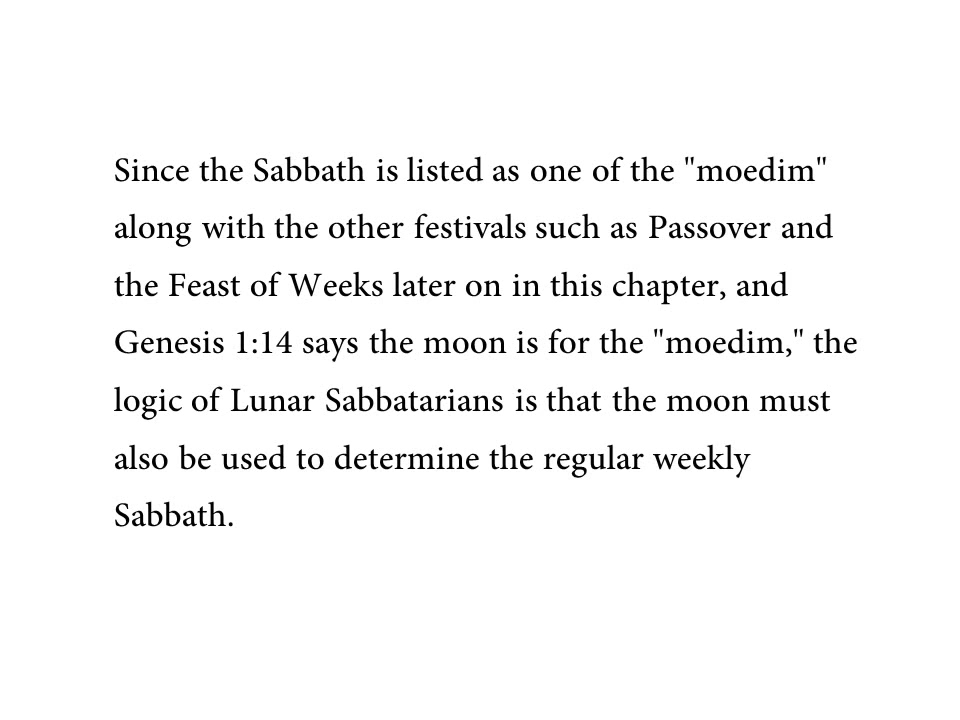 Since the Sabbath is listed as one of the "moedim"
along with the other festivals such as Passover and
the Feast of Weeks later on in this chapter, and
Genesis 1:14 says the moon is for the "moedim," the
logic of Lunar Sabbatarians is that the moon must
also be used to determine the regular weekly
Sabbath.